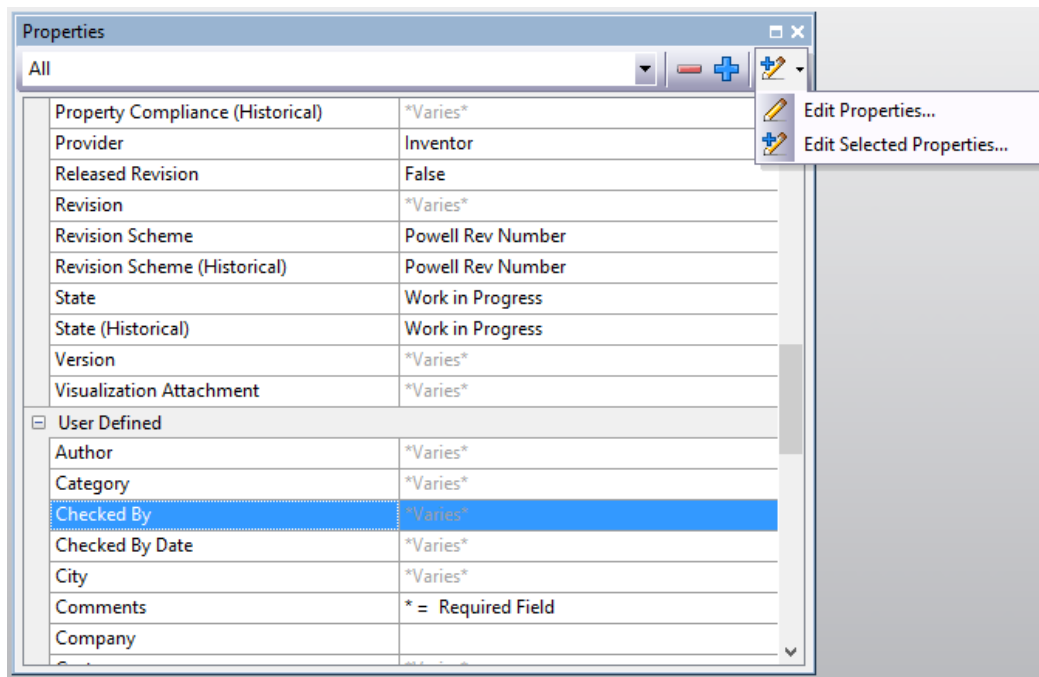 Properties
All
Edit Properties...
Edit Selected Properties...
Property Compliance (Historical) *Varies*
Provider Inventor
Released Revision False
Revision *Varies*
Revision Scheme Powell Rev Number
Revision Scheme (Historical) Powell Rev Number
State Work in Progress
State (Historical) Work in Progress
Version *Varies*
Visualization Attachment *Varies*
User Defined
Author *Varies*
Category *Varies*
Checked By *Varies*
Checked By Date *Varies*
City *Varies*
Comments * = Required Field
Company